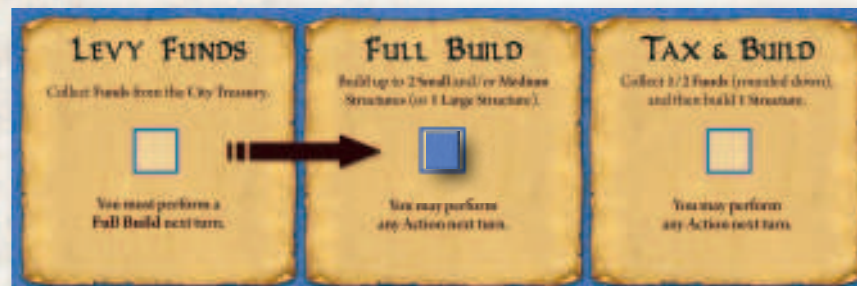 LEVY FUNDS
Collect Funds from the City Treasury.
You must perform a
Full Build next turn.
FULL BUILD
Build up to 2 Small and/or Medium
Structures (or 1 Large Structure).
You may perform
any Action next turn.
TAX & BUILD
Collect 1/2 Funds (rounded down),
and then build 1 Structure.
You may perform
any Action next turn.